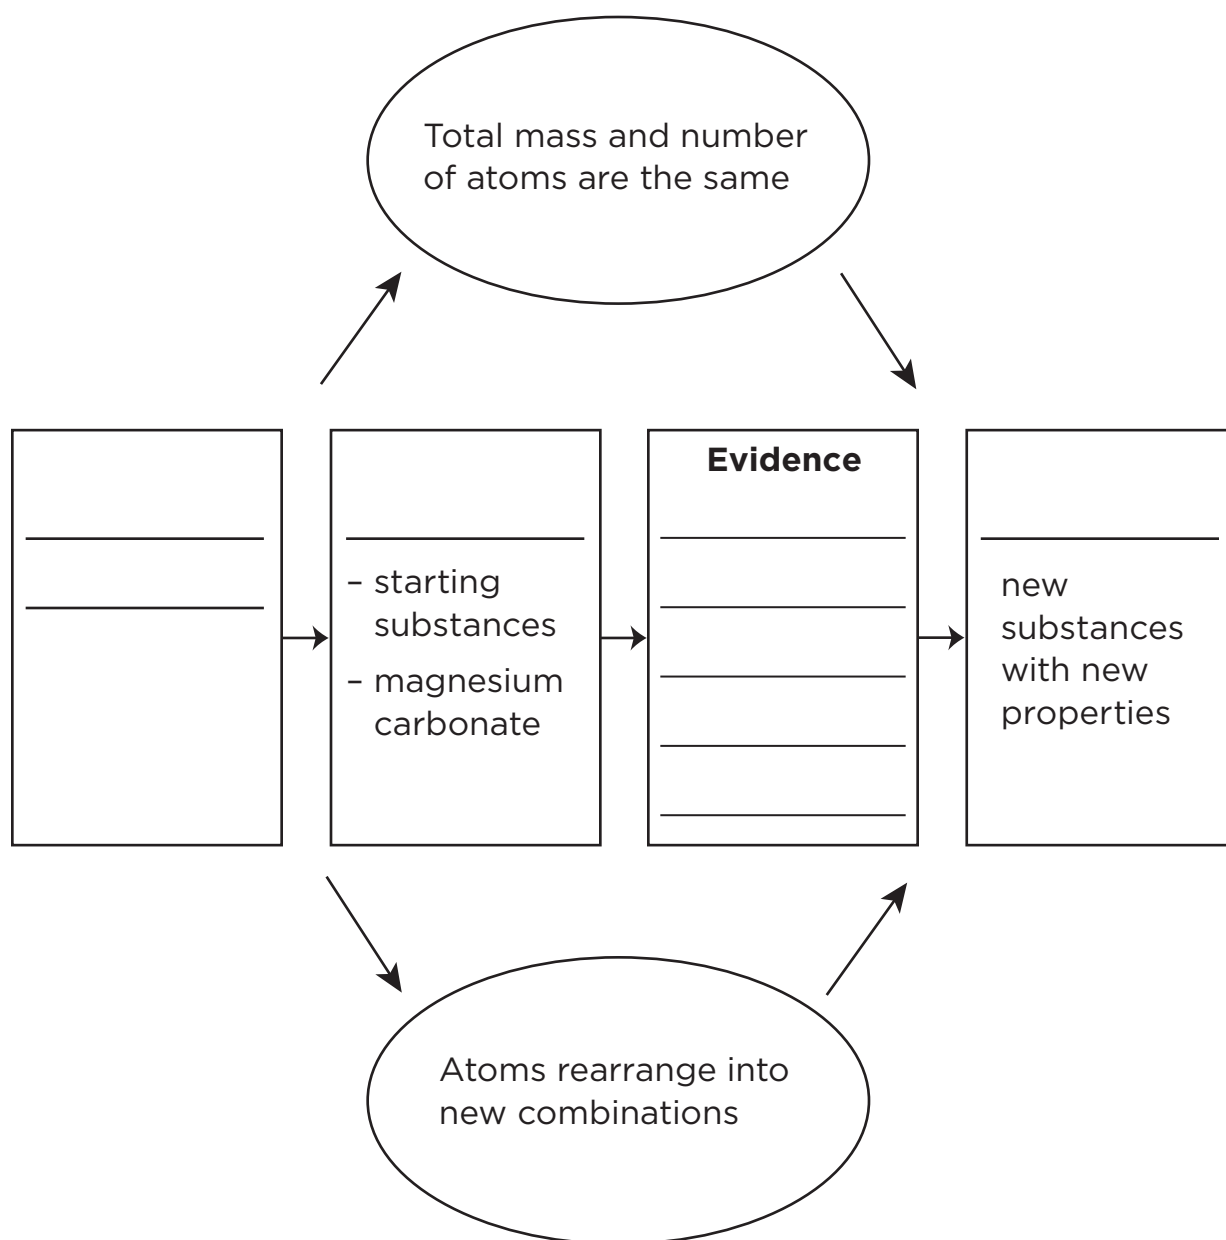 Total mass and number
of atoms are the same
– starting
substances
– magnesium
carbonate
Evidence
new
substances
with new
properties
Atoms rearrange into
new combinations